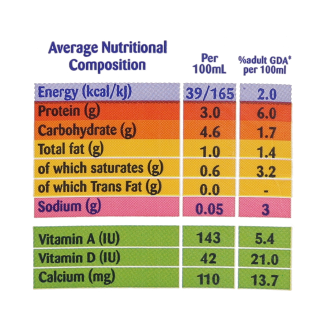 Average Nutritional Composition Per 100mL %adult GDA* per 100ml
Energy (kcal/kJ) 39/165 2.0
Protein (g) 3.0 6.0
Carbohydrate (g) 4.6 1.7
Total fat (g) 1.0 1.4
of which saturates (g) 0.6 3.2
of which Trans Fat (g) 0.0 -
Sodium (g) 0.05 3
Vitamin A (IU) 143 5.4
Vitamin D (IU) 42 21.0
Calcium (mg) 110 13.7